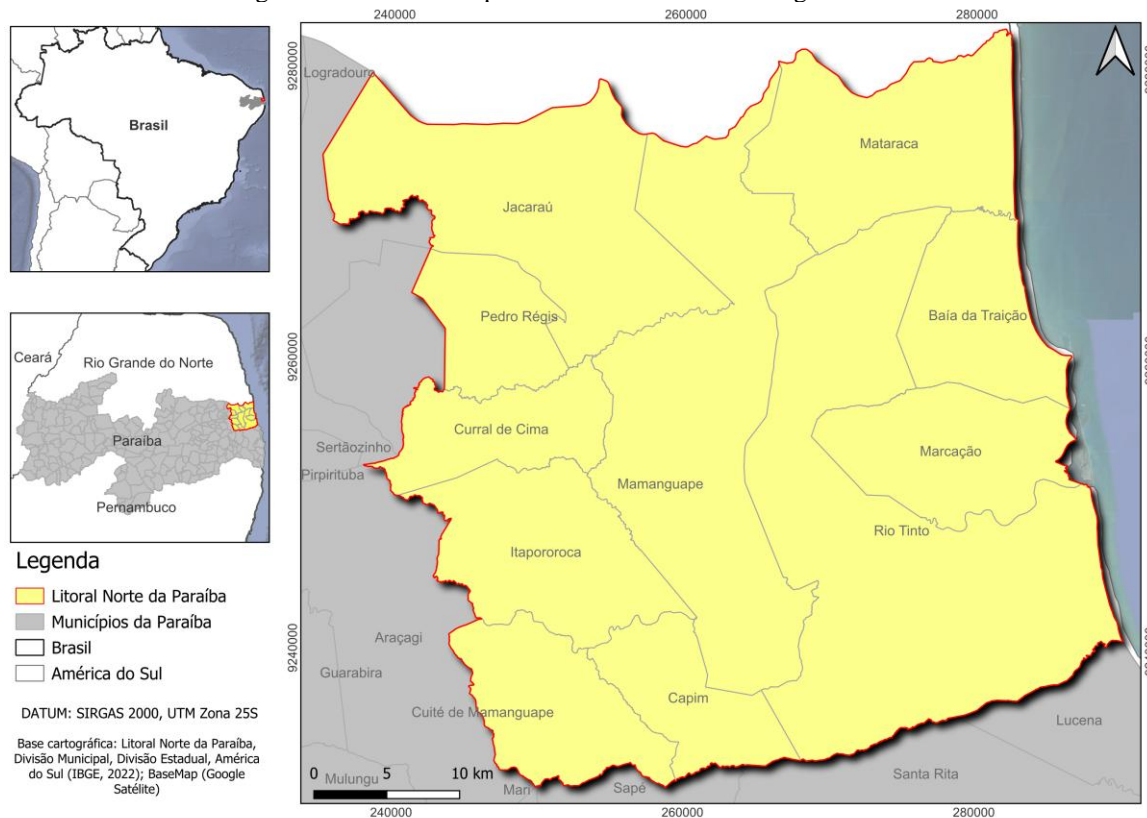 240000
260000
280000
Brasil
Logradouro
Mataraca
Jacaraú
Pedro Régis
Baía da Traição
Ceará
Rio Grande do Norte
Paraíba
Pernambuco
Curral de Cima
Sertãozinho
Pirpirituba
Marcação
Mamanguape
Rio Tinto
Itapororoca
Araçagi
Guarabira
Capim
Cuité de Mamanguape
Lucena
Santa Rita
Mulungu
Mari
Sapé
9280000
9260000
9240000
0 5 10 km
240000
260000
280000
Legenda
Litoral Norte da Paraíba
Municípios da Paraíba
Brasil
América do Sul
DATUM: SIRGAS 2000, UTM Zona 25S
Base cartográfica: Litoral Norte da Paraíba,
Divisão Municipal, Divisão Estadual, América
do Sul (IBGE, 2022); BaseMap (Google
Satélite)